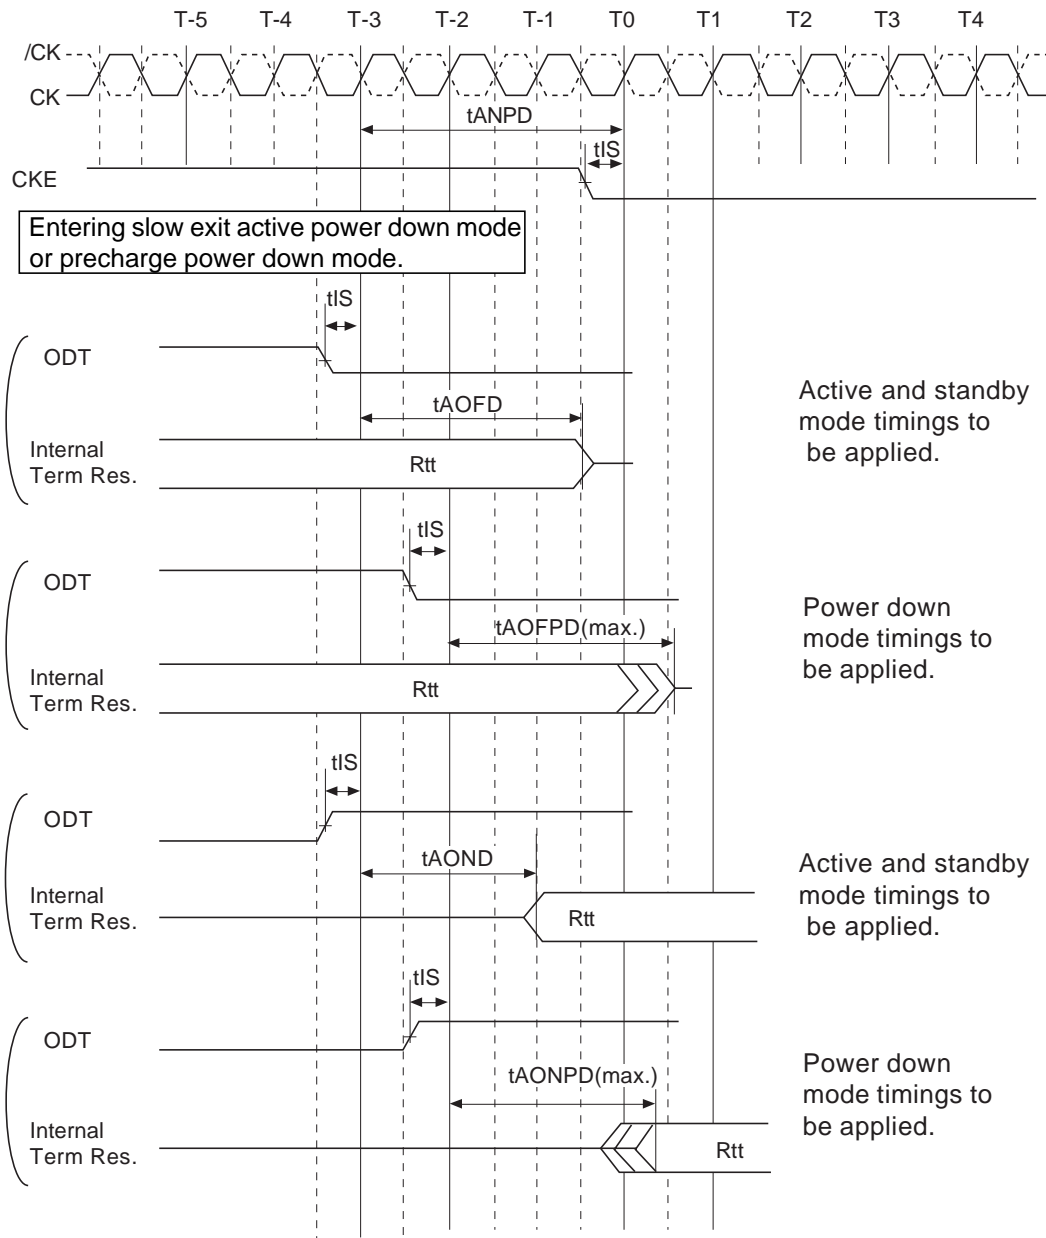 T-5 T-4 T-3 T-2 T-1 T0 T1 T2 T3 T4
/CK
CK
tANPD
tIS
CKE
Entering slow exit active power down mode
or precharge power down mode.
tIS
ODT
tAOFD
Internal
Term Res.
Rtt
Active and standby
mode timings to
be applied.
tIS
ODT
tAOFPD(max.)
Internal
Term Res.
Rtt
Power down
mode timings to
be applied.
tIS
ODT
tAOND
Internal
Term Res.
Rtt
Active and standby
mode timings to
be applied.
tIS
ODT
tAONPD(max.)
Internal
Term Res.
Rtt
Power down
mode timings to
be applied.